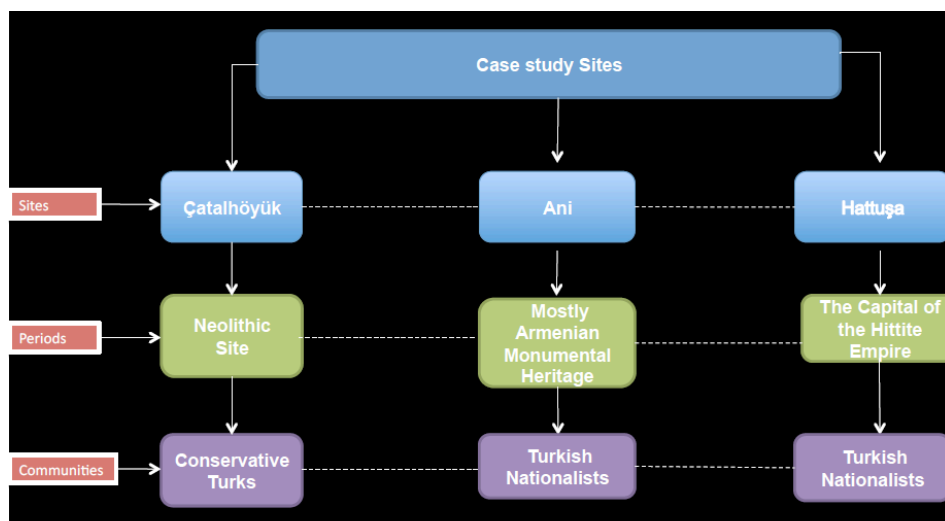 Case study Sites
Sites
Çatalhöyük
Ani
Hattuşa
Periods
Neolithic
Site
Mostly
Armenian
Monumental
Heritage
The Capital of
the Hittite
Empire
Communities
Conservative
Turks
Turkish
Nationalists
Turkish
Nationalists